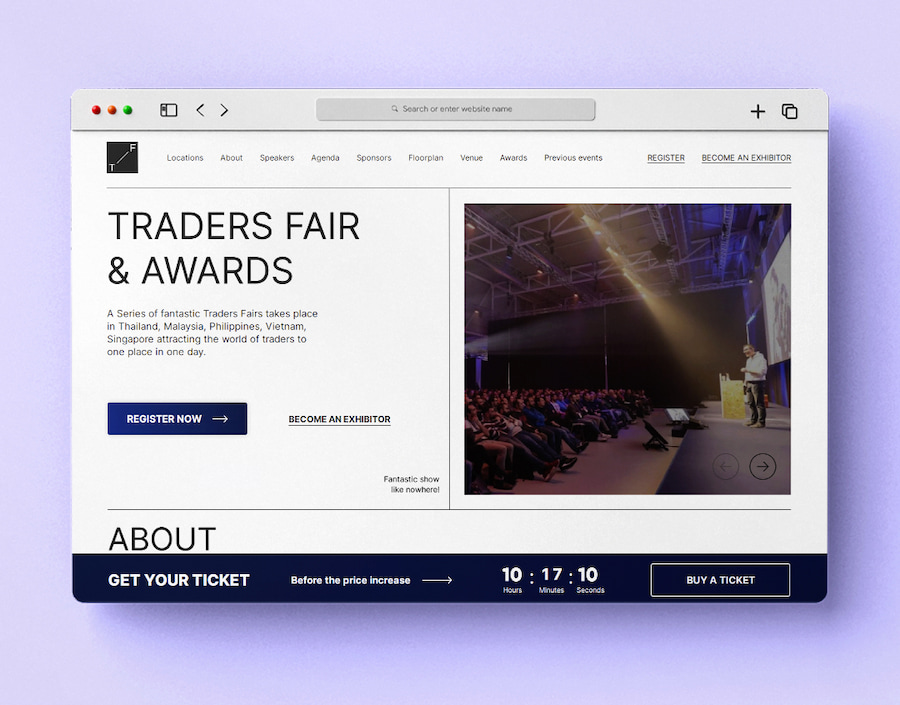 Search or enter website name
F
T
Locations About Speakers Agenda Sponsors Floorplan Venue Awards Previous events REGISTER BECOME AN EXHIBITOR
TRADERS FAIR
& AWARDS
A Series of fantastic Traders Fairs takes place
in Thailand, Malaysia, Philippines, Vietnam,
Singapore attracting the world of traders to
one place in one day.
REGISTER NOW
BECOME AN EXHIBITOR
Fantastic show
like nowhere!
ABOUT
GET YOUR TICKET
Before the price increase
10 : 17 : 10
Hours Minutes Seconds
BUY A TICKET